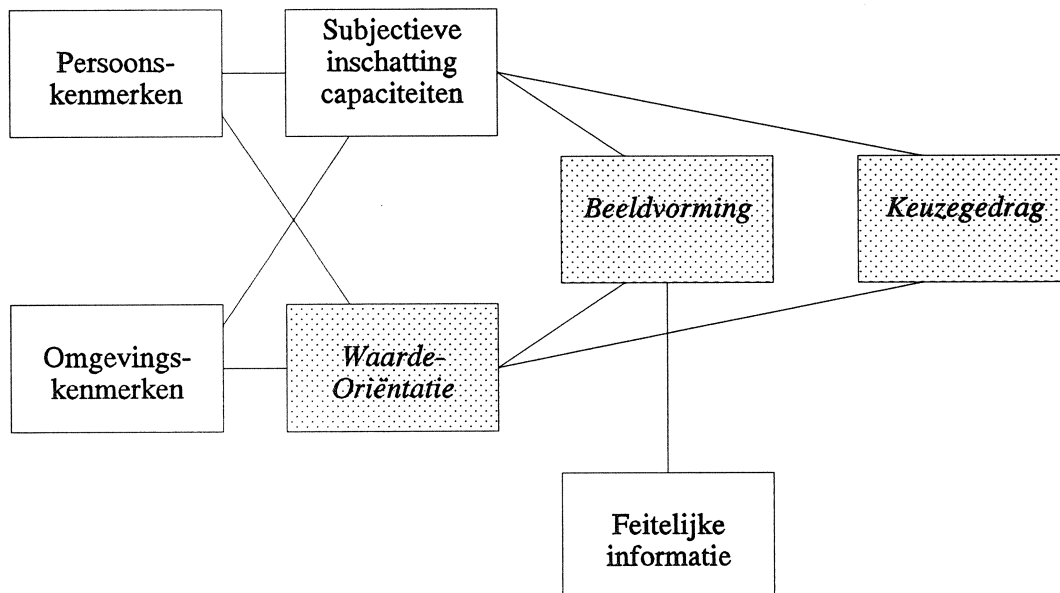 Persoons-
kenmerken
Subjectieve
inschatting
capaciteiten
Beeldvorming
Keuzegedrag
Omgevings-
kenmerken
Waarde-
Oriëntatie
Feitelijke
informatie